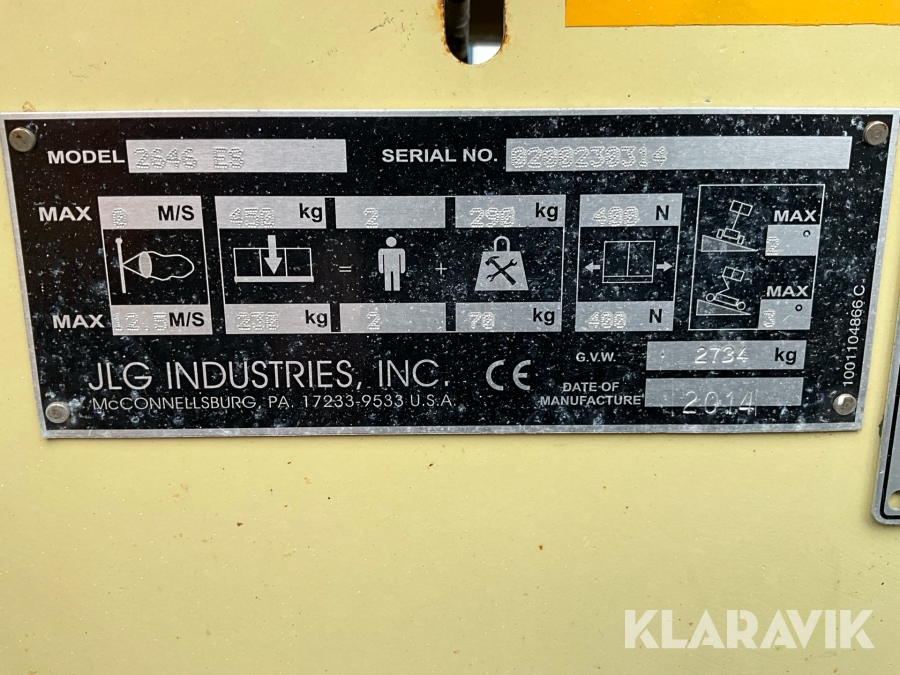 MODEL 2646 ES SERIAL NO. 0200230314
MAX 0 M/S 450 kg 2 290 kg 400 N MAX
2°
= +
MAX
MAX 12.5 M/S 230 kg 2 70 kg 400 N 3°
G.V.W. 2734 kg
JLG INDUSTRIES, INC. CE
McCONNELLSBURG, PA. 17233-9533 U.S.A.
DATE OF
MANUFACTURE 2014
1001104866 C
KLARAVIK